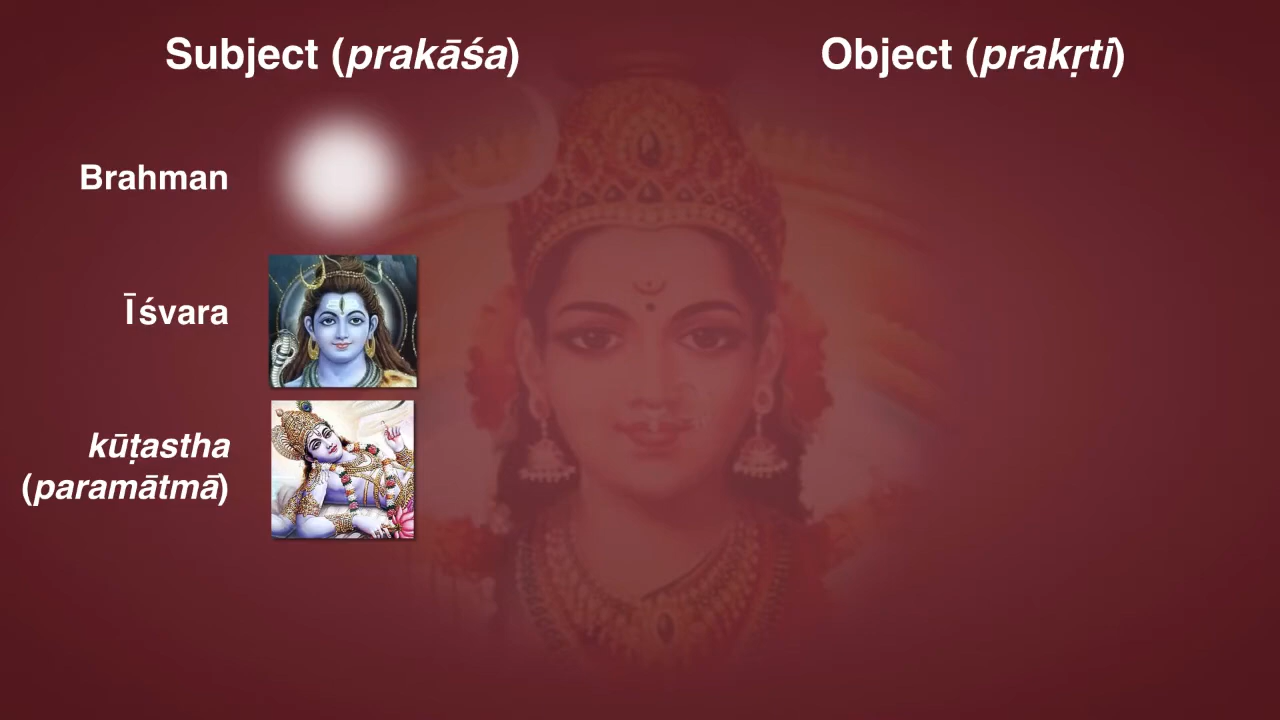 Subject (prakāśa)
Object (prakṛti)
Brahman
Īśvara
kūṭastha
(paramātmā)